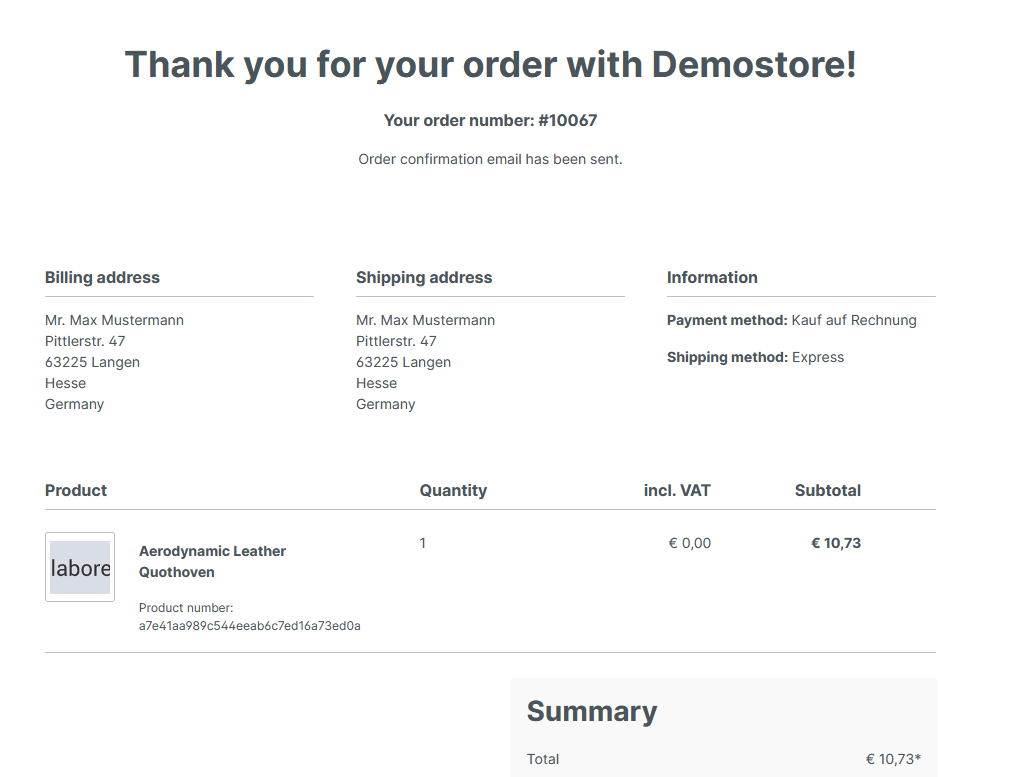 Thank you for your order with Demostore!
Your order number: #10067
Order confirmation email has been sent.
Billing address
Mr. Max Mustermann
Pittlerstr. 47
63225 Langen
Hesse
Germany
Shipping address
Mr. Max Mustermann
Pittlerstr. 47
63225 Langen
Hesse
Germany
Information
Payment method: Kauf auf Rechnung
Shipping method: Express
Product Quantity incl. VAT Subtotal
labore
Aerodynamic Leather
Quothoven
Product number:
a7e41aa989c544eeab6c7ed16a73ed0a
1 € 0,00 € 10,73
Summary
Total € 10,73*